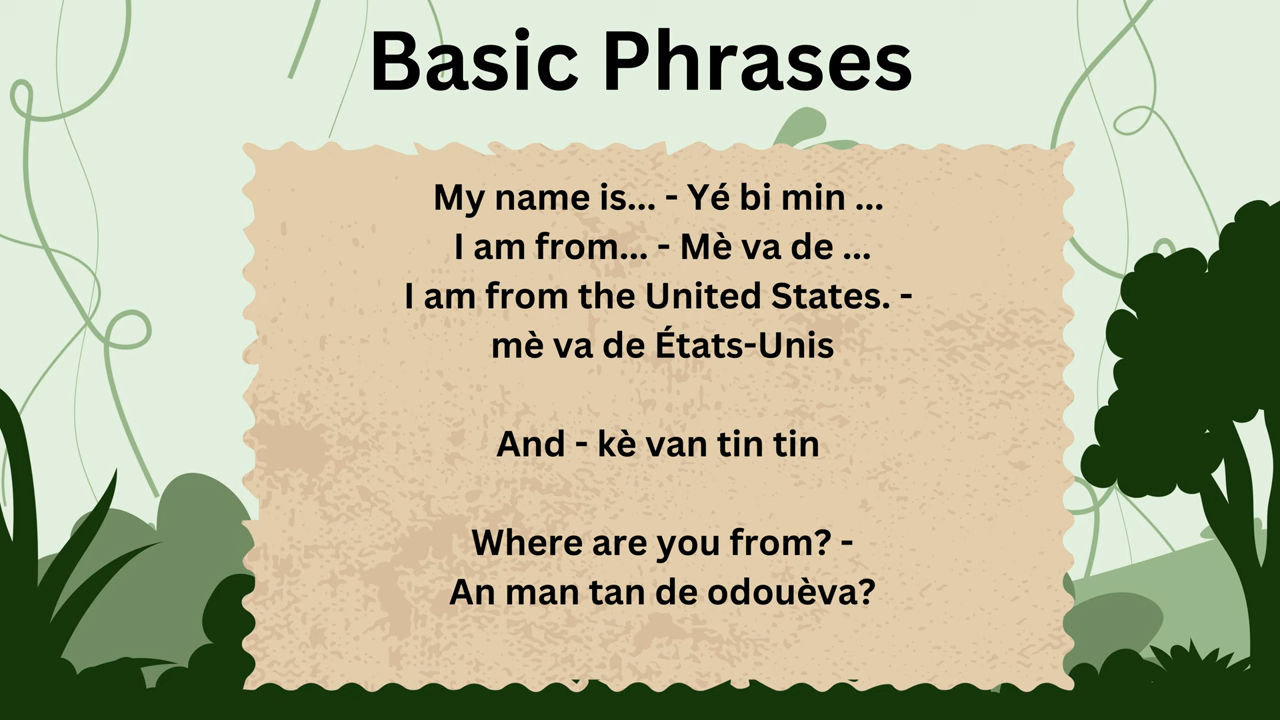 Basic Phrases
My name is... - Yé bi min ...
I am from... - Mè va de ...
I am from the United States. -
mè va de États-Unis
And - kè van tin tin
Where are you from? -
An man tan de odouèva?